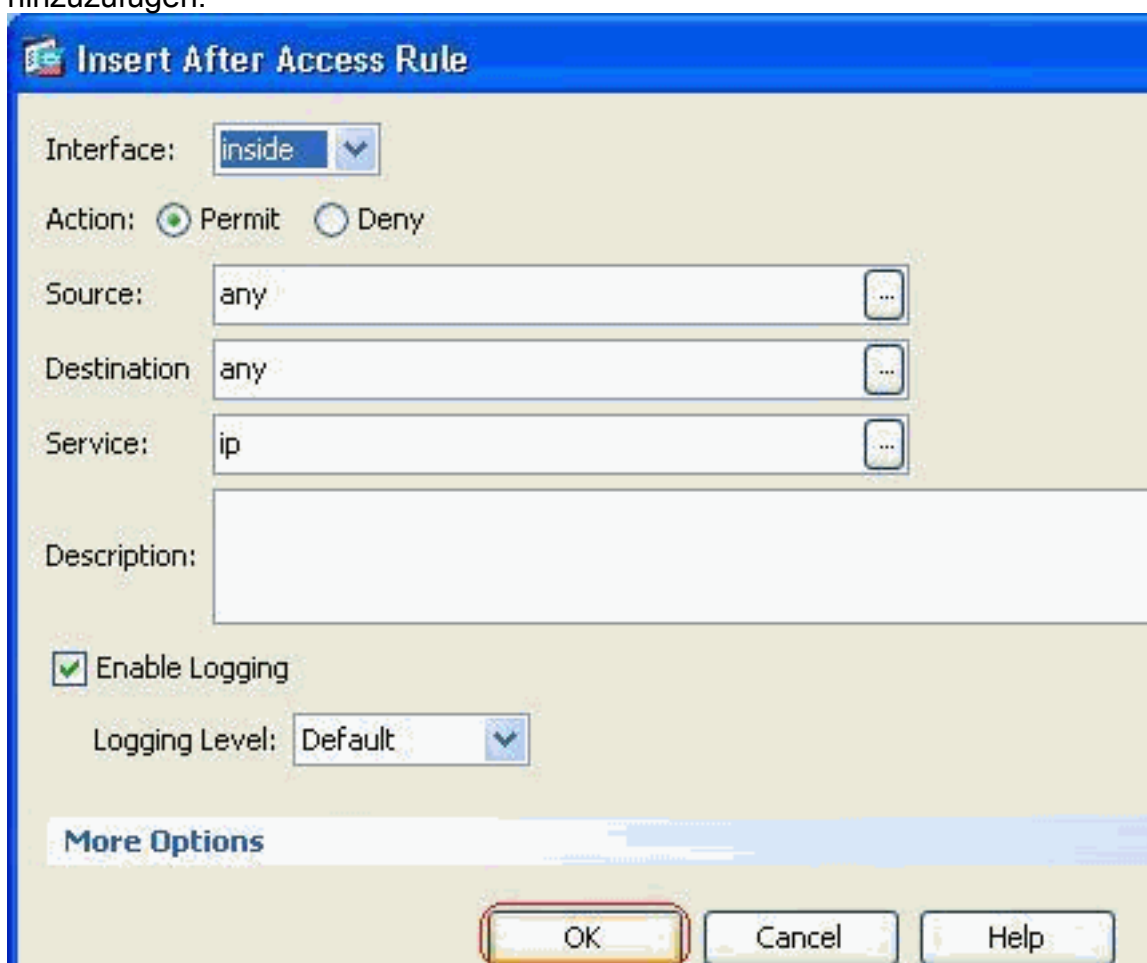 hinzuzufügen.
Insert After Access Rule
Interface: inside
Action: Permit Deny
Source: any ...
Destination any ...
Service: ip ...
Description:
Enable Logging
Logging Level: Default
More Options
OK Cancel Help